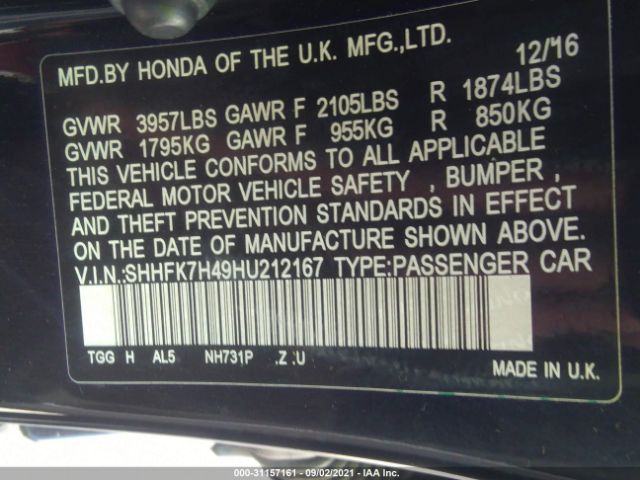 MFD.BY HONDA OF THE U.K. MFG.,LTD. 12/16
GVWR 3957LBS GAWR F 2105LBS R 1874LBS
GVWR 1795KG GAWR F 955KG R 850KG
THIS VEHICLE CONFORMS TO ALL APPLICABLE
FEDERAL MOTOR VEHICLE SAFETY , BUMPER ,
AND THEFT PREVENTION STANDARDS IN EFFECT
ON THE DATE OF MANUFACTURE SHOWN ABOVE.
V.I.N.:SHHFK7H49HU212167 TYPE:PASSENGER CAR
TGG H AL5 NH731P .Z :U MADE IN U.K.
000-31157161 - 09/02/2021 - IAA Inc.